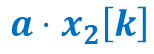 a · x₂[k]